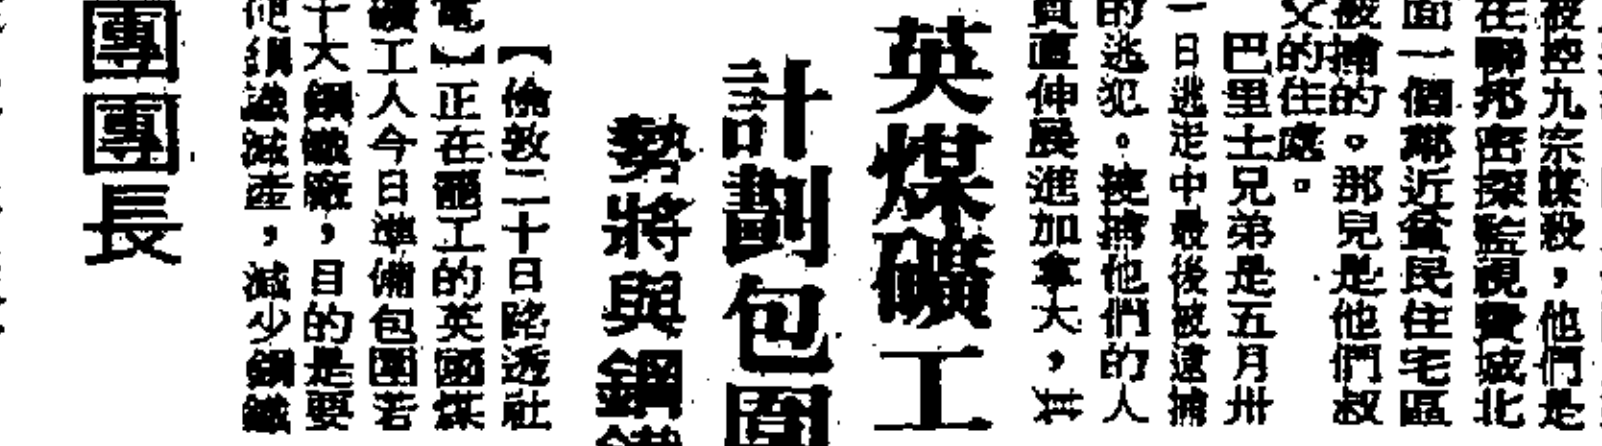 被控九宗謀殺，他們是
在聯邦密探監視費城北
面一個鄰近貧民住宅區
被捕的。那兒是他們叔
父的住處。
巴里士兄弟是五月卅
一日逃走中最後被逮捕
的逃犯。擁擠他們的人
直伸展進加拿大，
英煤礦工
計劃包圍
勢將與鋼
【倫敦二十日路透社
電】正在罷工的英國煤
礦工人今日準備包圍若
十大鋼鐵廠，目的是要
使鋼鐵減產，減少鋼鐵
團團長